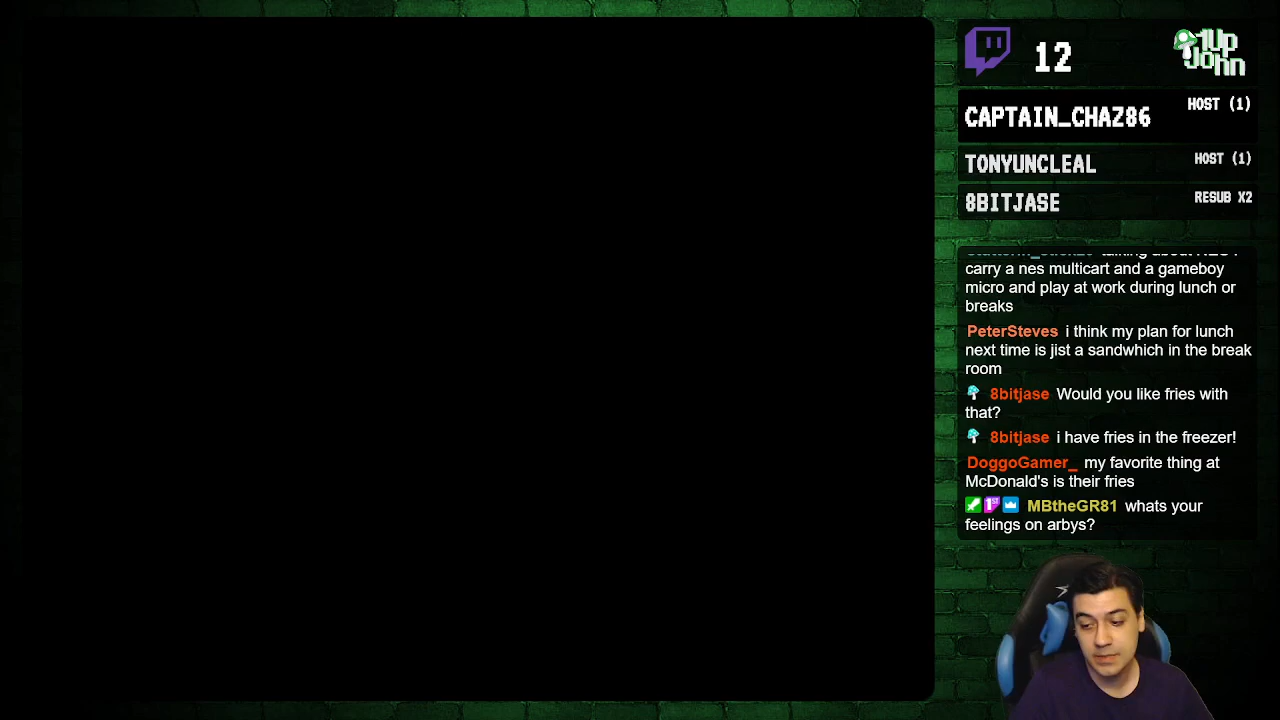 12
1Up
John
CAPTAIN_CHAZ86 HOST (1)
TONYUNCLEAL HOST (1)
8BITJASE RESUB X2
carry a nes multicart and a gameboy
micro and play at work during lunch or
breaks
PeterSteves i think my plan for lunch
next time is jist a sandwhich in the break
room
8bitjase Would you like fries with
that?
8bitjase i have fries in the freezer!
DoggoGamer_ my favorite thing at
McDonald's is their fries
1ST MBtheGR81 whats your
feelings on arbys?